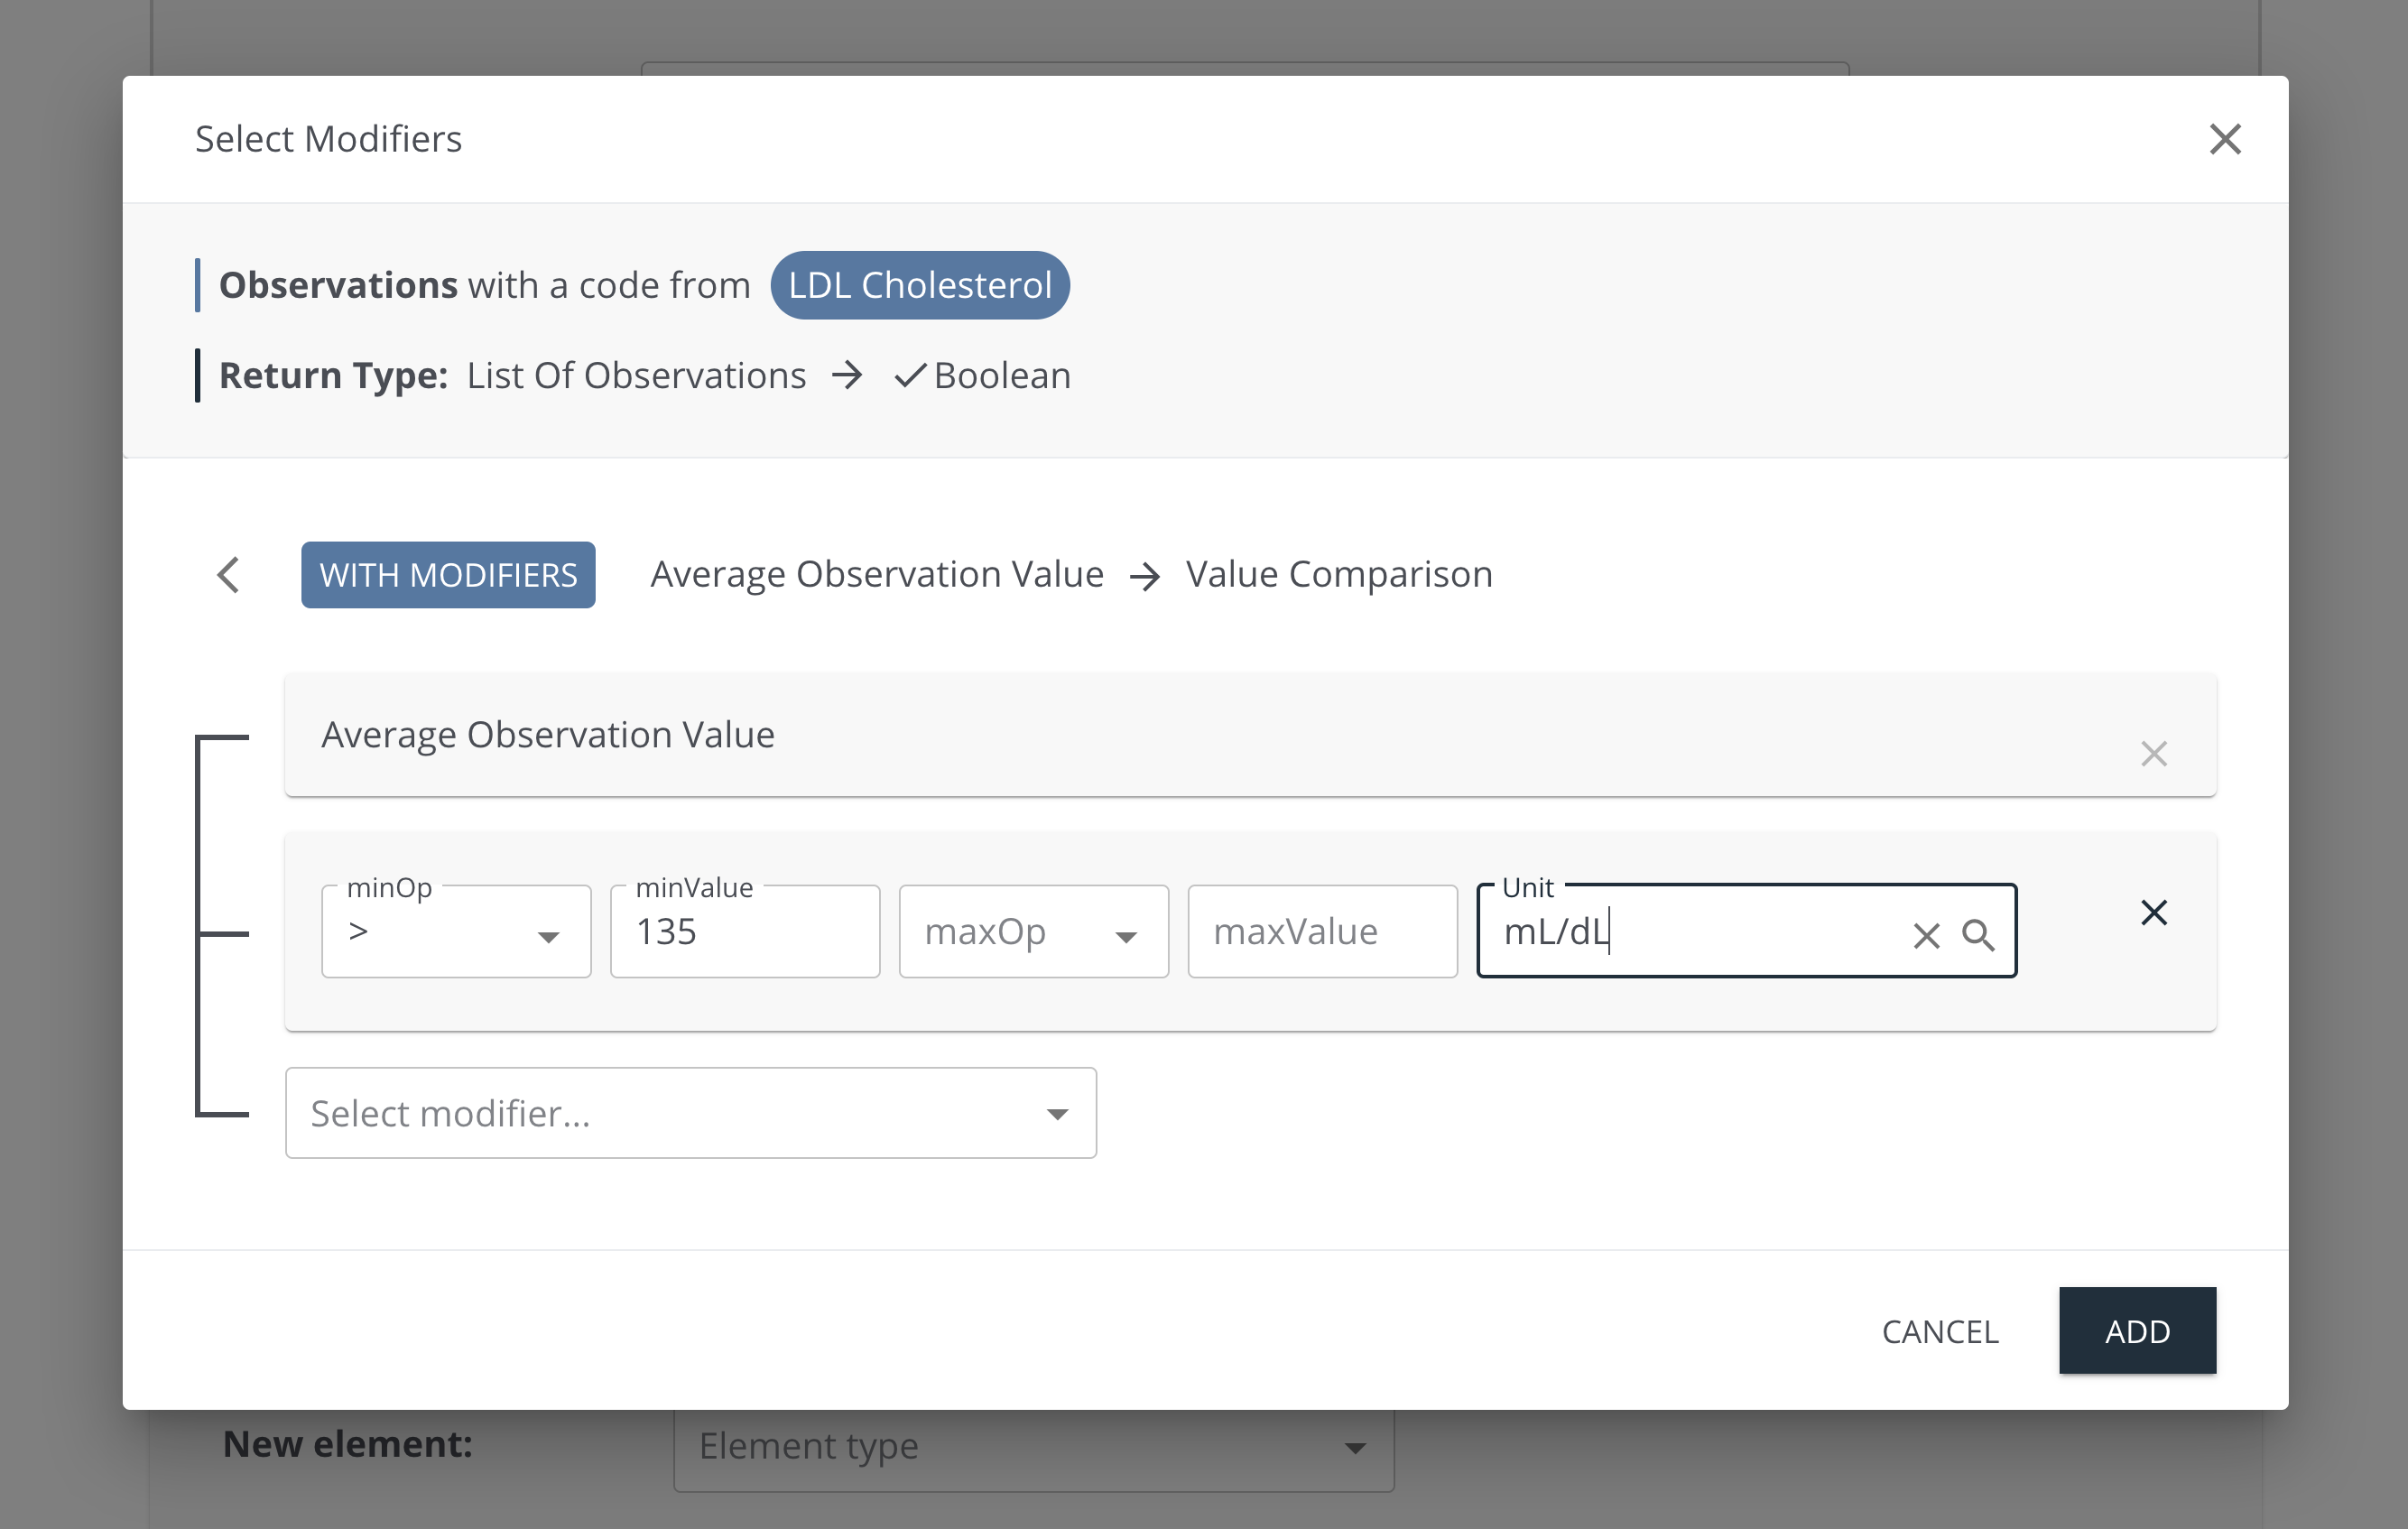 Select Modifiers
Observations with a code from LDL Cholesterol
Return Type: List Of Observations → ✓ Boolean
WITH MODIFIERS Average Observation Value → Value Comparison
Average Observation Value
minOp minValue Unit
> 135 maxOp maxValue mL/dL
Select modifier...
CANCEL ADD
New element: Element type